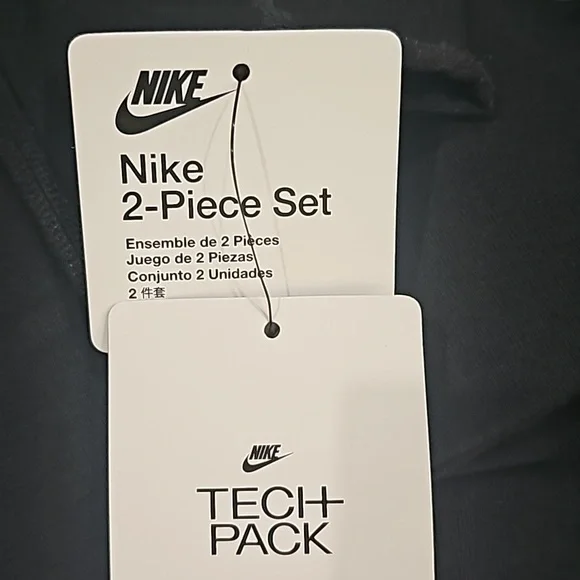 NIKE
Nike
2-Piece Set
Ensemble de 2 Pièces
Juego de 2 Piezas
Conjunto 2 Unidades
2 件套
NIKE
TECH
PACK